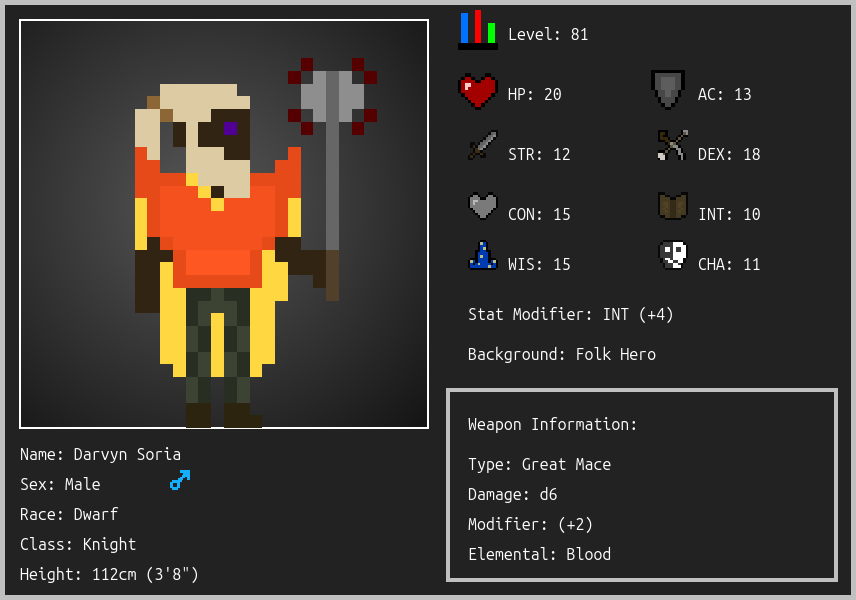 Level: 81
HP: 20
AC: 13
STR: 12
DEX: 18
CON: 15
INT: 10
WIS: 15
CHA: 11
Stat Modifier: INT (+4)
Background: Folk Hero
Weapon Information:
Type: Great Mace
Damage: d6
Modifier: (+2)
Elemental: Blood
Name: Darvyn Soria
Sex: Male
Race: Dwarf
Class: Knight
Height: 112cm (3'8")